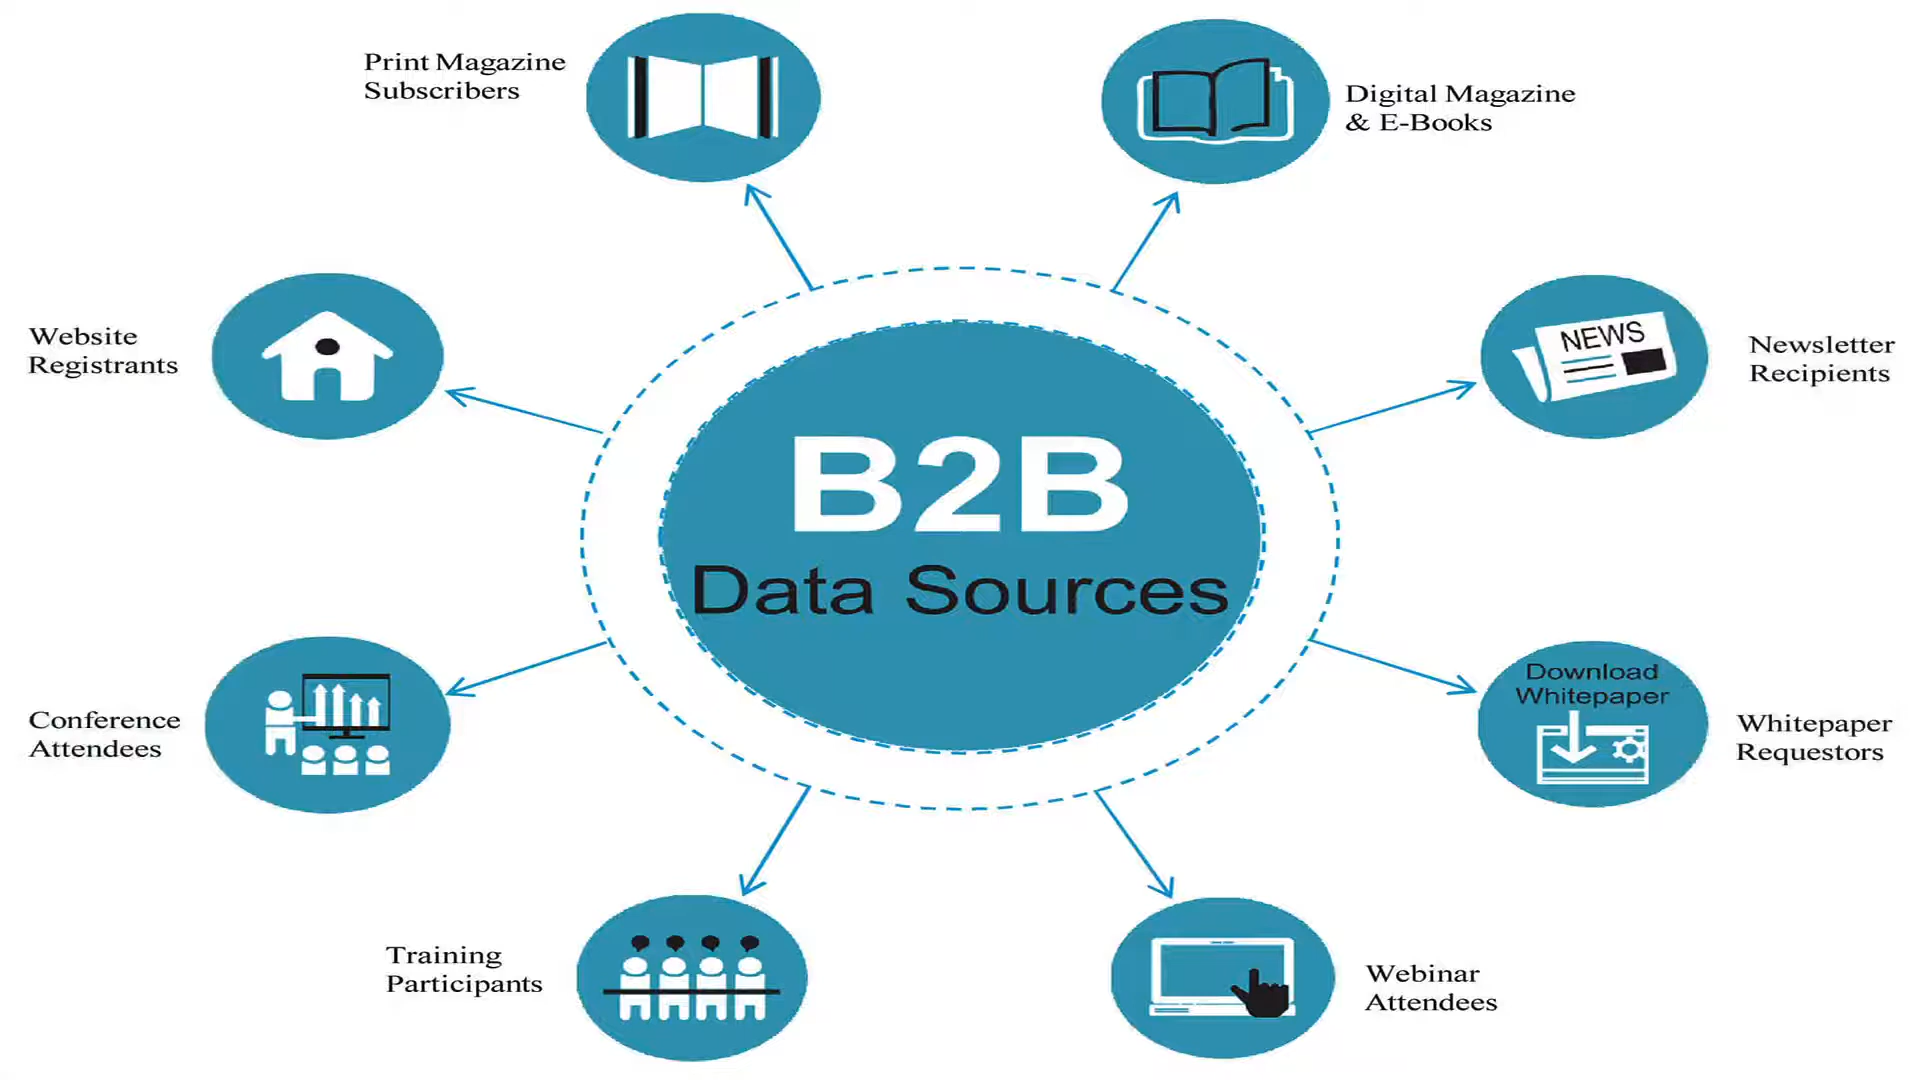 Print Magazine
Subscribers
Digital Magazine
& E-Books
Website
Registrants
NEWS
Newsletter
Recipients
B2B
Data Sources
Conference
Attendees
Download
Whitepaper
Whitepaper
Requestors
Training
Participants
Webinar
Attendees